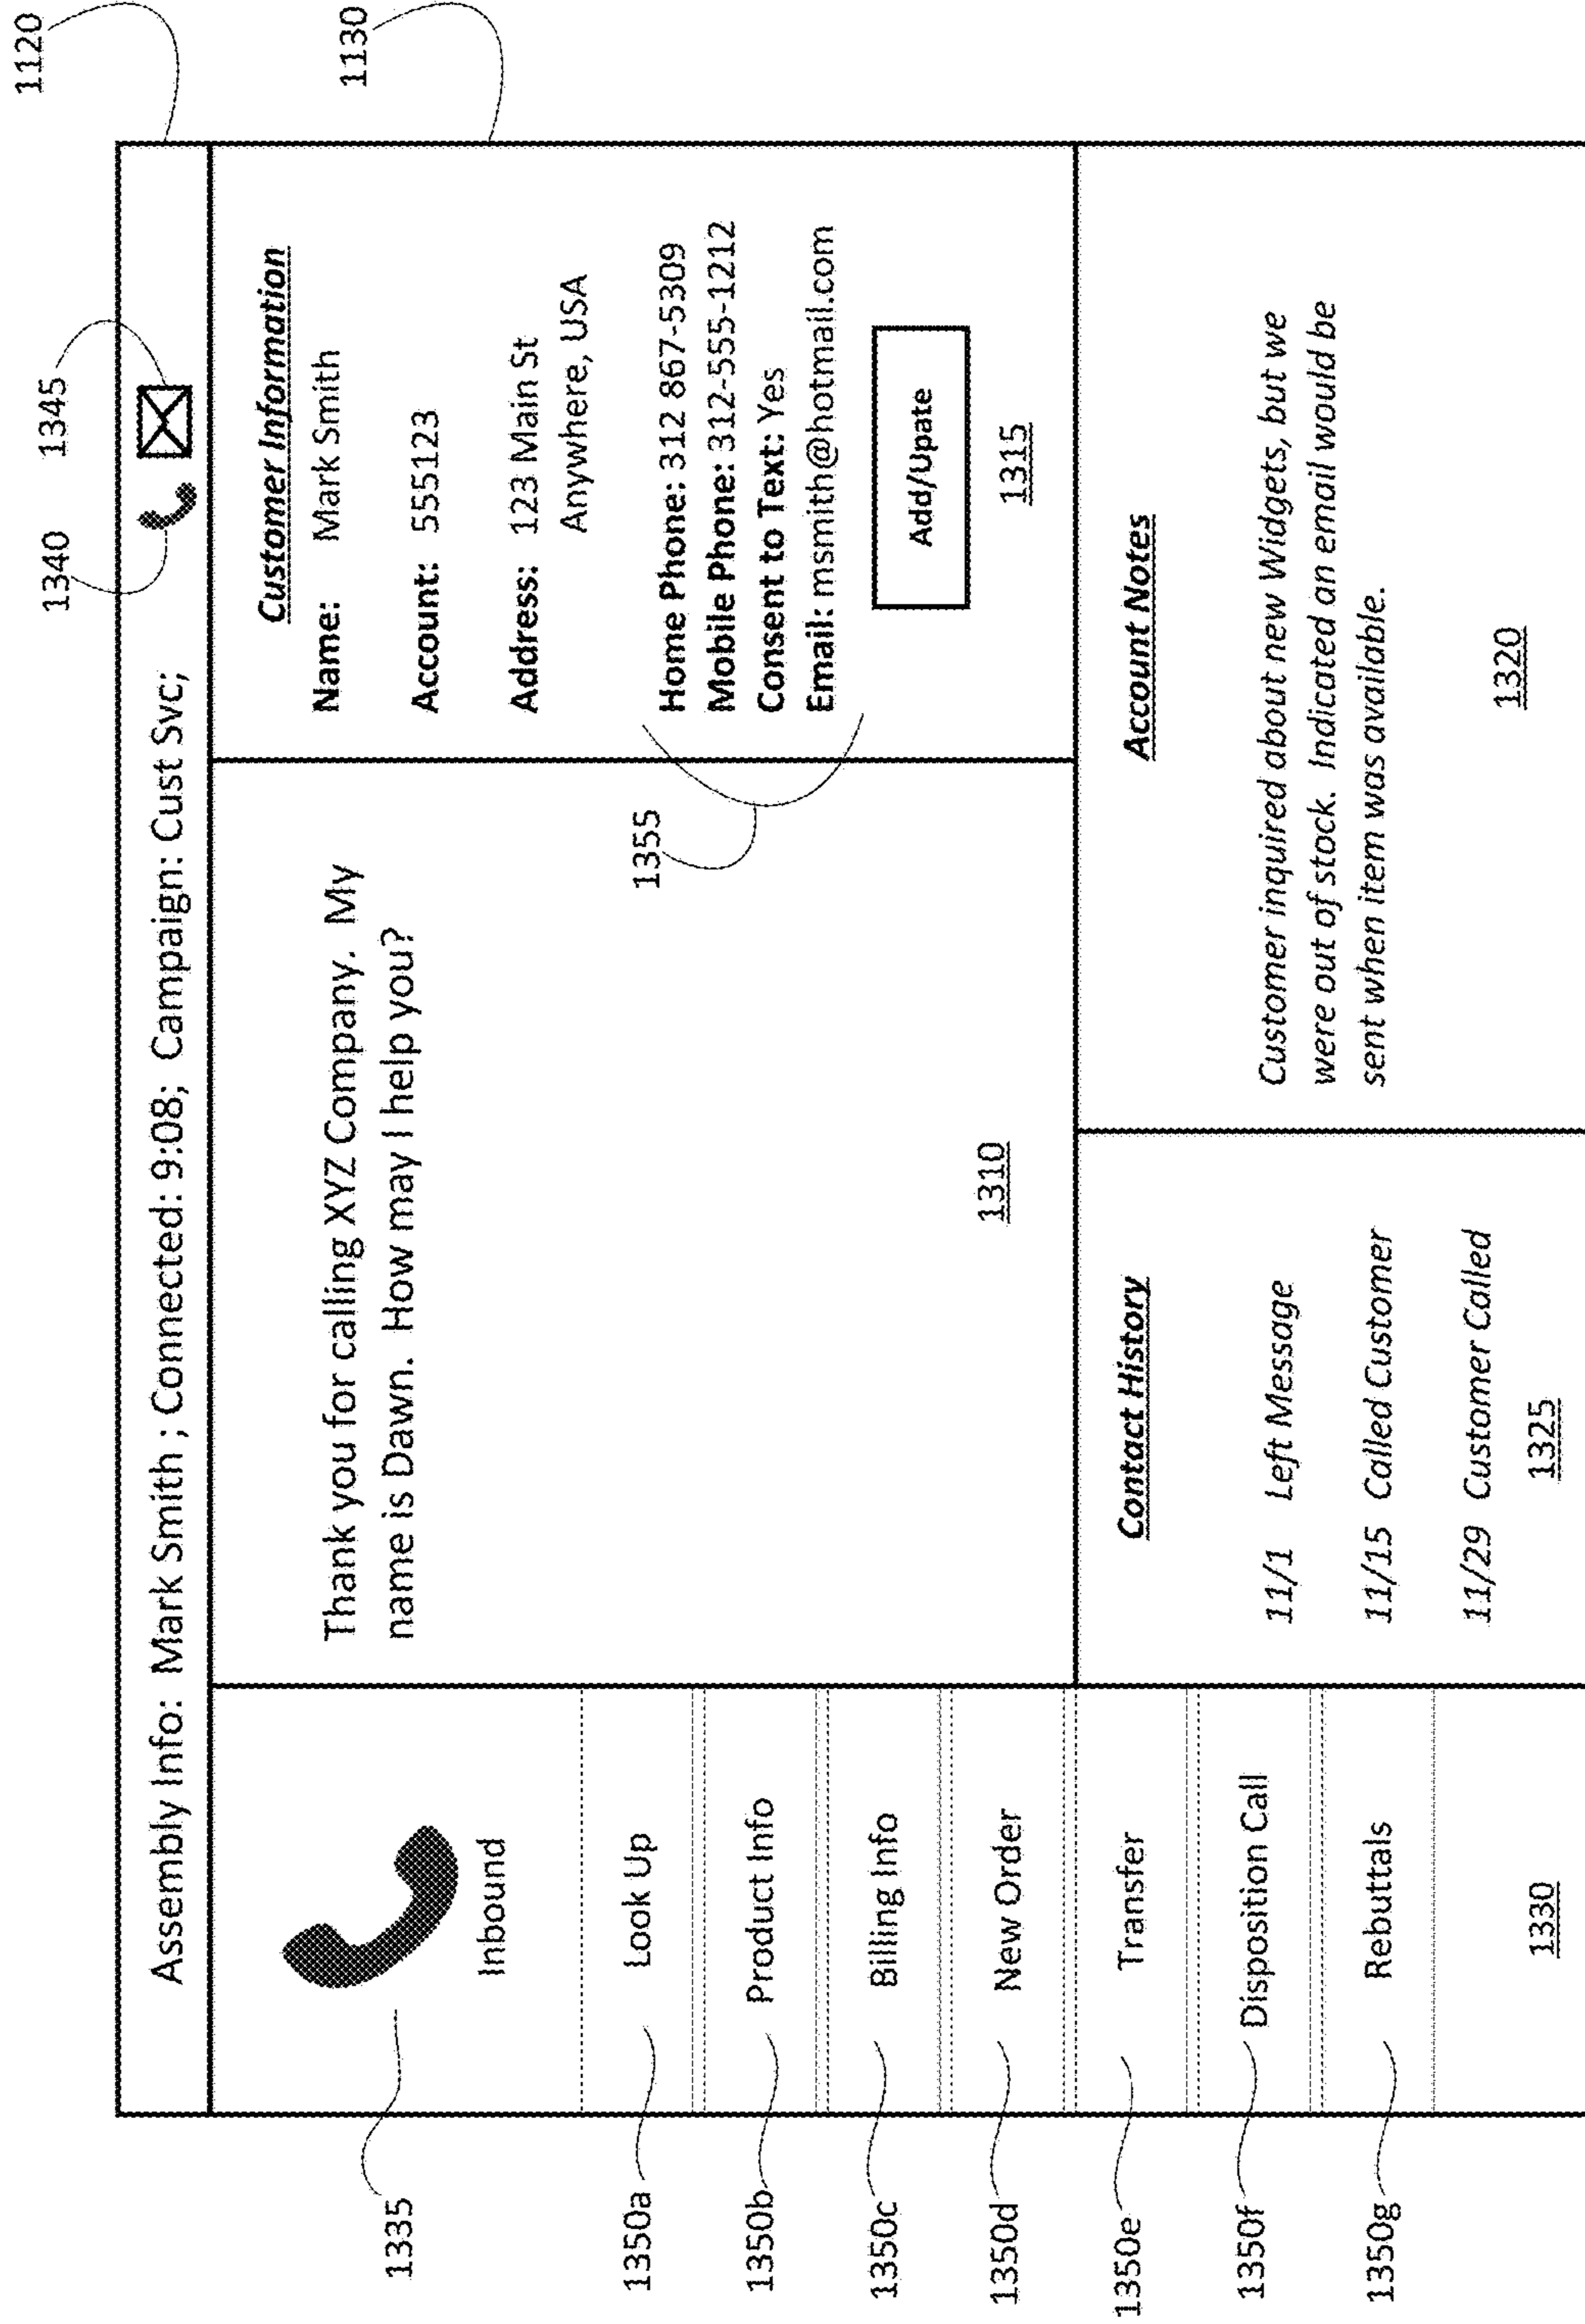 1120
1130
1340
1345
Assembly Info: Mark Smith ; Connected: 9:08; Campaign: Cust Svc;
1335
Inbound
1350a
Look Up
1350b
Product Info
1350c
Billing Info
1350d
New Order
1350e
Transfer
1350f
Disposition Call
1350g
Rebuttals
1330
Thank you for calling XYZ Company. My
name is Dawn. How may I help you?
1310
1355
Customer Information
Name: Mark Smith
Account: 555123
Address: 123 Main St
Anywhere, USA
Home Phone: 312 867-5309
Mobile Phone: 312-555-1212
Consent to Text: Yes
Email: msmith@hotmail.com
Add/Upate
1315
Contact History
11/1 Left Message
11/15 Called Customer
11/29 Customer Called
1325
Account Notes
Customer inquired about new Widgets, but we
were out of stock. Indicated an email would be
sent when item was available.
1320